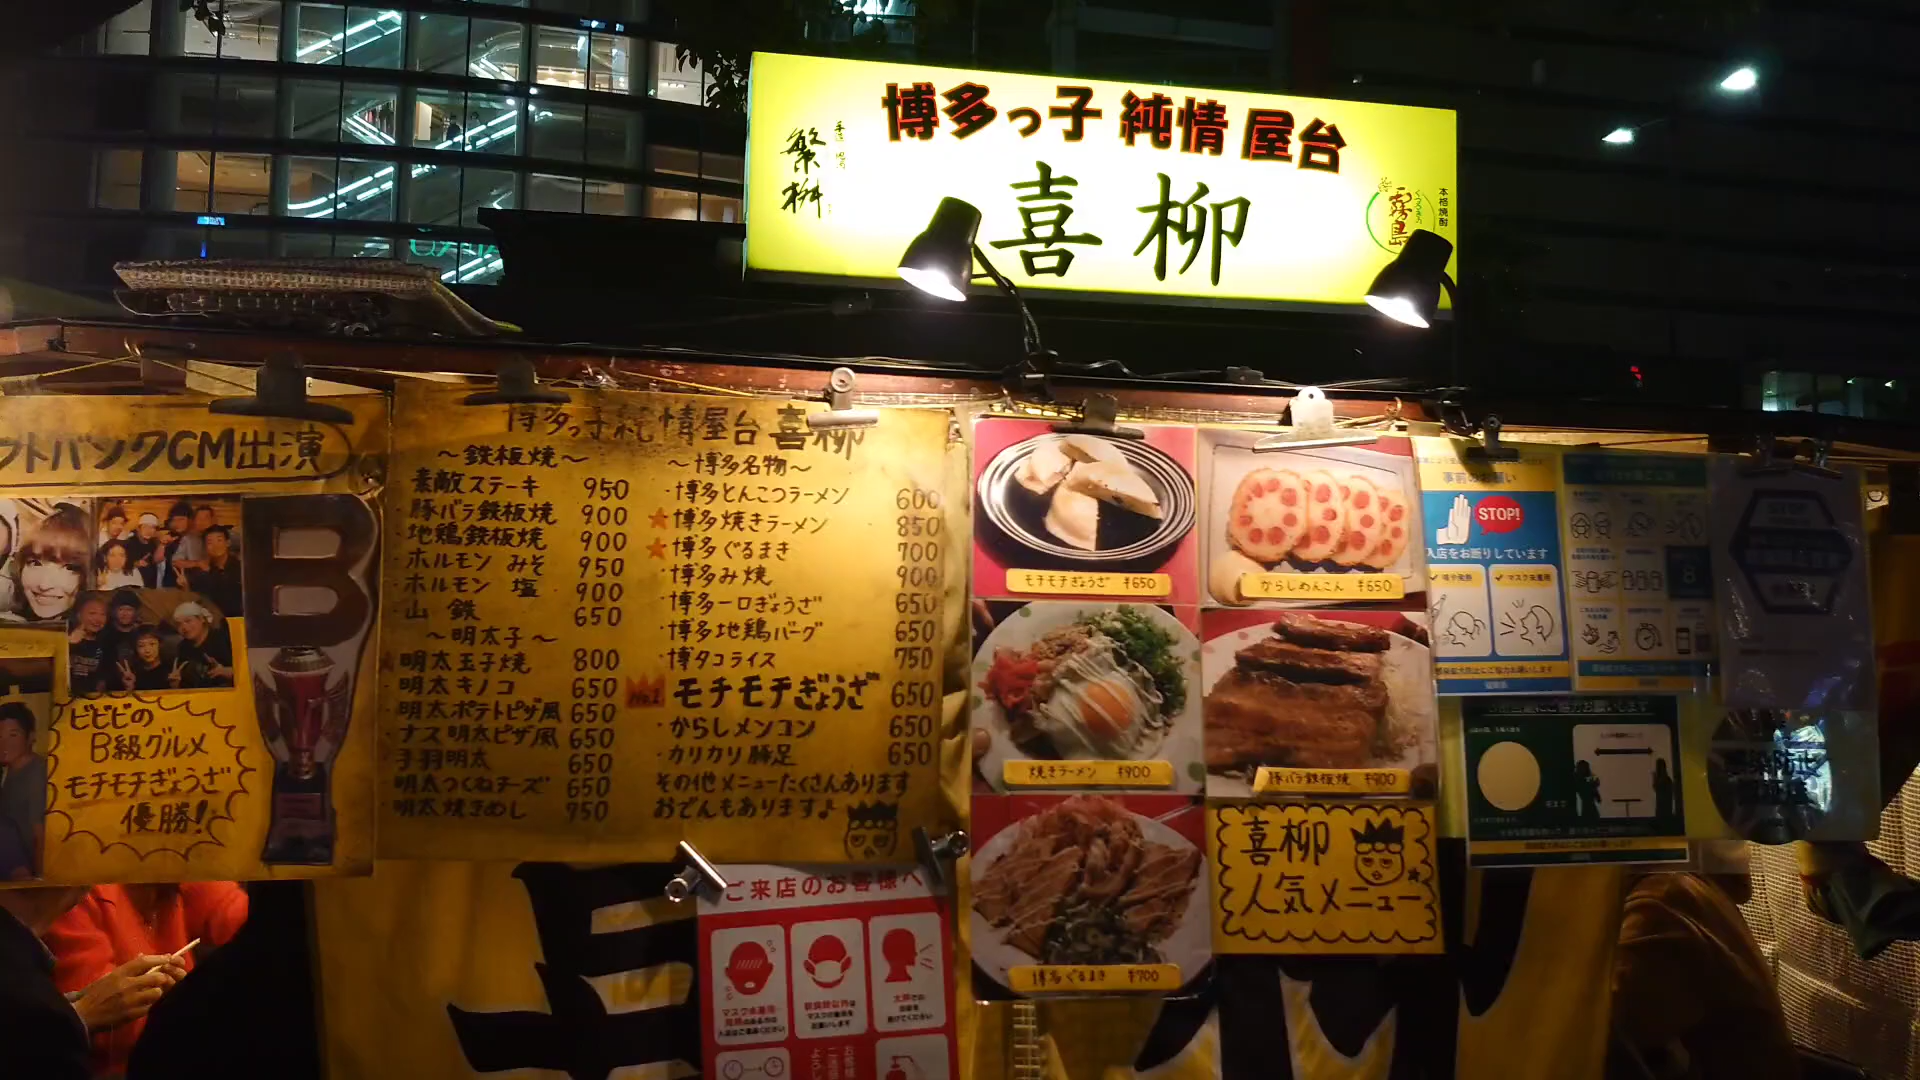 博多っ子 純情 屋台
喜柳
繁桝
本格焼酎
霧島
フトバンクCM出演
ビビビの
B級グルメ
モチモチぎょうざ
優勝!
B
博多っ子純情屋台 喜柳
～鉄板焼～
素敵ステーキ 950
・豚バラ鉄板焼 900
・地鶏鉄板焼 900
・ホルモン みそ 950
・ホルモン 塩 900
・山 鉄 650
～明太子～
明太玉子焼 800
・明太キノコ 650
・明太ポテトピザ風 650
・ナス明太ピザ風 650
・手羽明太 650
・明太つくねチーズ 650
・明太焼きめし 950
～博多名物～
・博多とんこつラーメン 600
★博多焼きラーメン 850
★博多ぐるまき 700
・博多み焼 900
・博多一口ぎょうざ 650
・博多地鶏バーグ 650
・博タコライス 750
No.1 モチモチぎょうざ 650
・からしメンコン 650
・カリカリ豚足 650
その他メニューたくさんあります
おでんもあります♪
モチモチぎょうざ ¥650
からしめんこん ¥650
焼きラーメン ¥900
豚バラ鉄板焼 ¥900
博多ぐるまき ¥700
喜柳
人気メニュー
事前のお願い
STOP!
入店をお断りしています
ご来店のお客様へ